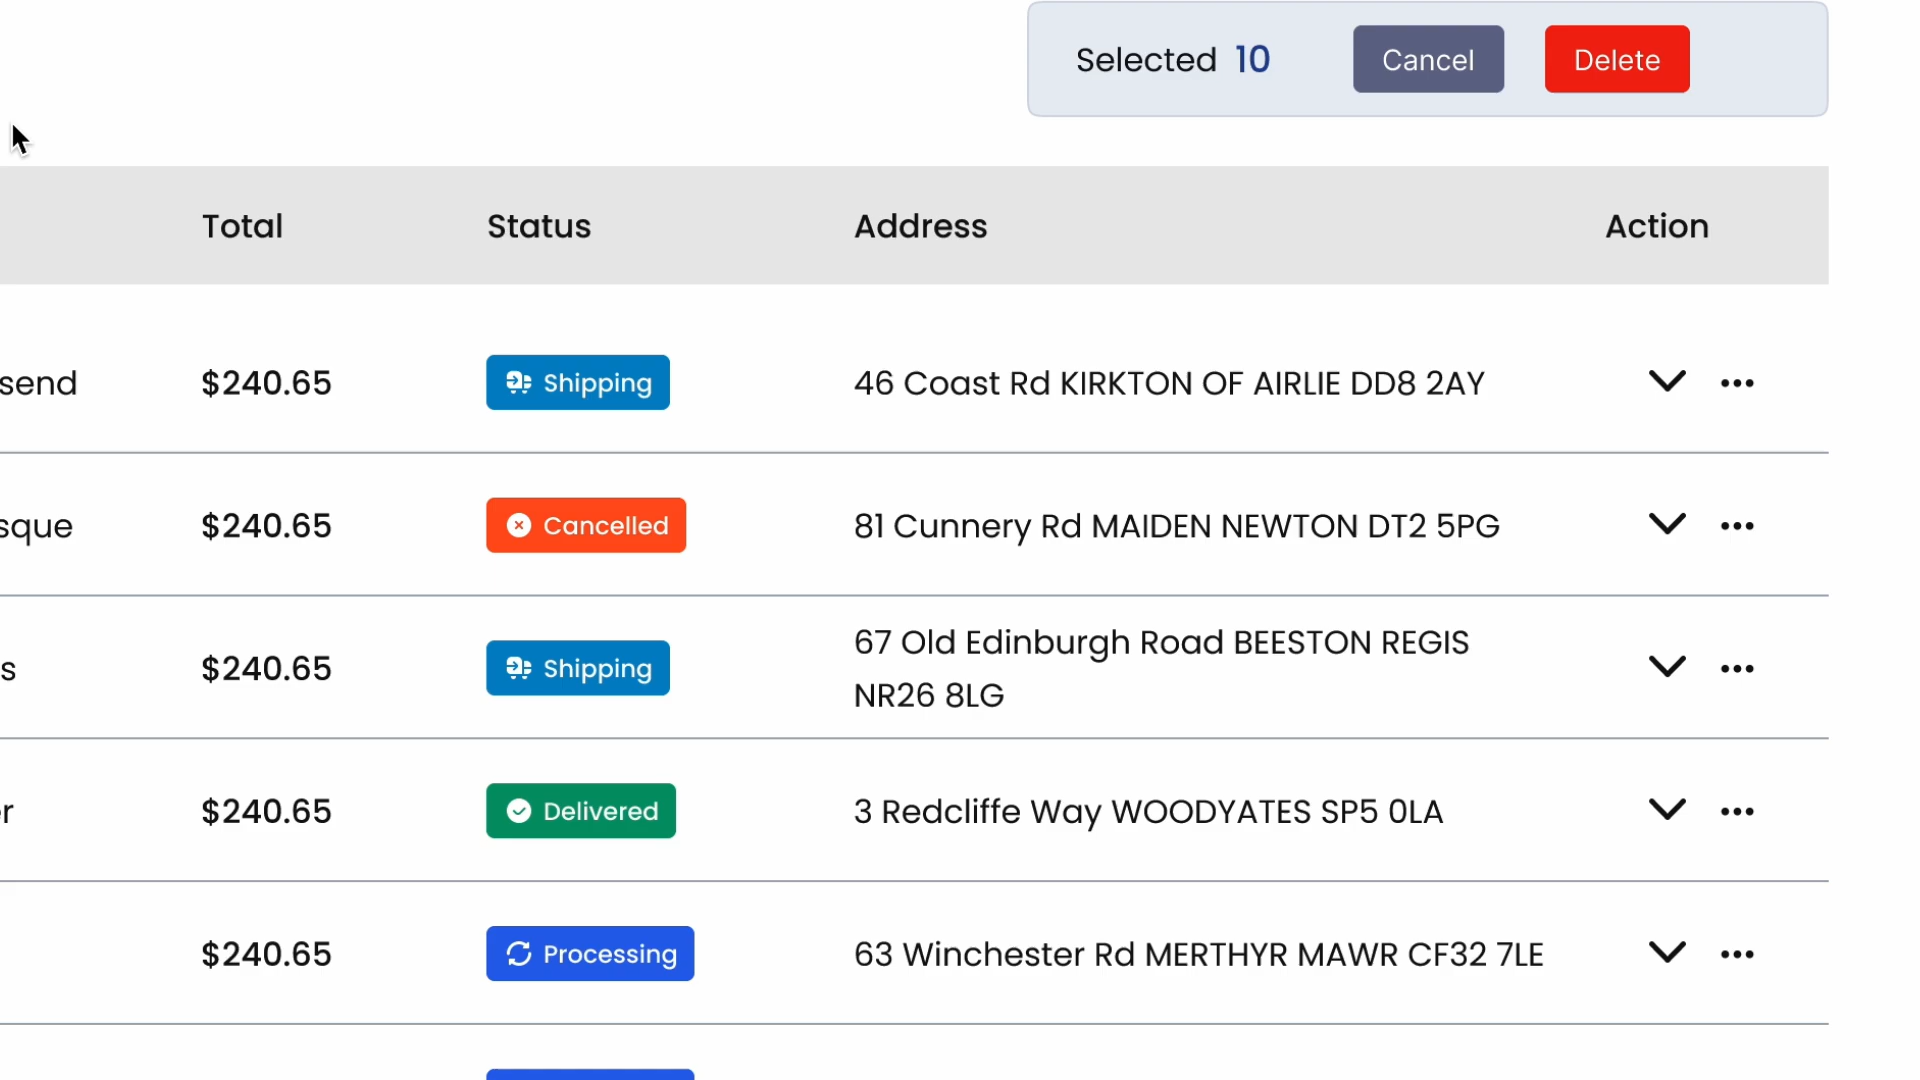 Selected 10 Cancel Delete
Total Status Address Action
send $240.65 Shipping 46 Coast Rd KIRKTON OF AIRLIE DD8 2AY
sque $240.65 Cancelled 81 Cunnery Rd MAIDEN NEWTON DT2 5PG
s $240.65 Shipping 67 Old Edinburgh Road BEESTON REGIS
NR26 8LG
er $240.65 Delivered 3 Redcliffe Way WOODYATES SP5 0LA
$240.65 Processing 63 Winchester Rd MERTHYR MAWR CF32 7LE